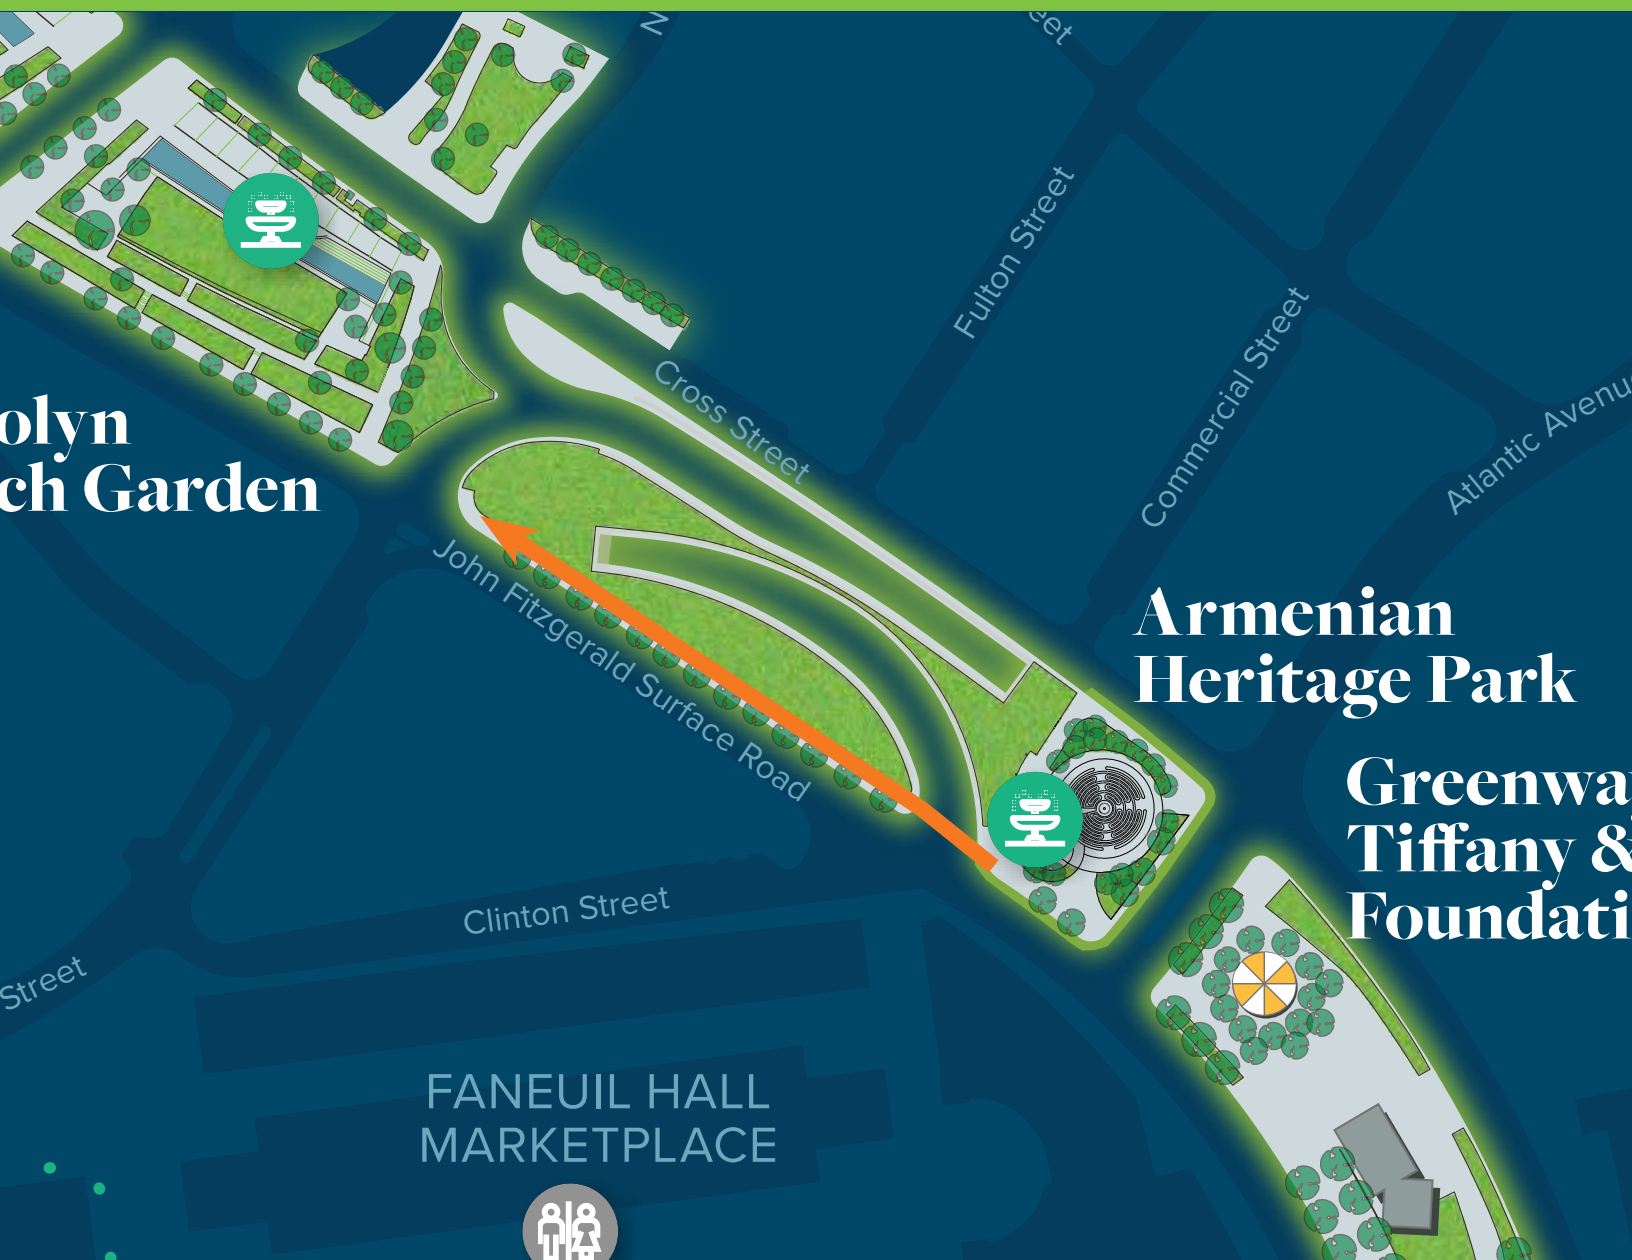 N
eet
Fulton Street
Cross Street
Commercial Street
Atlantic Avenu
olyn
ch Garden
John Fitzgerald Surface Road
Armenian
Heritage Park
Greenwa
Tiffany &
Foundati
Clinton Street
Street
FANEUIL HALL
MARKETPLACE